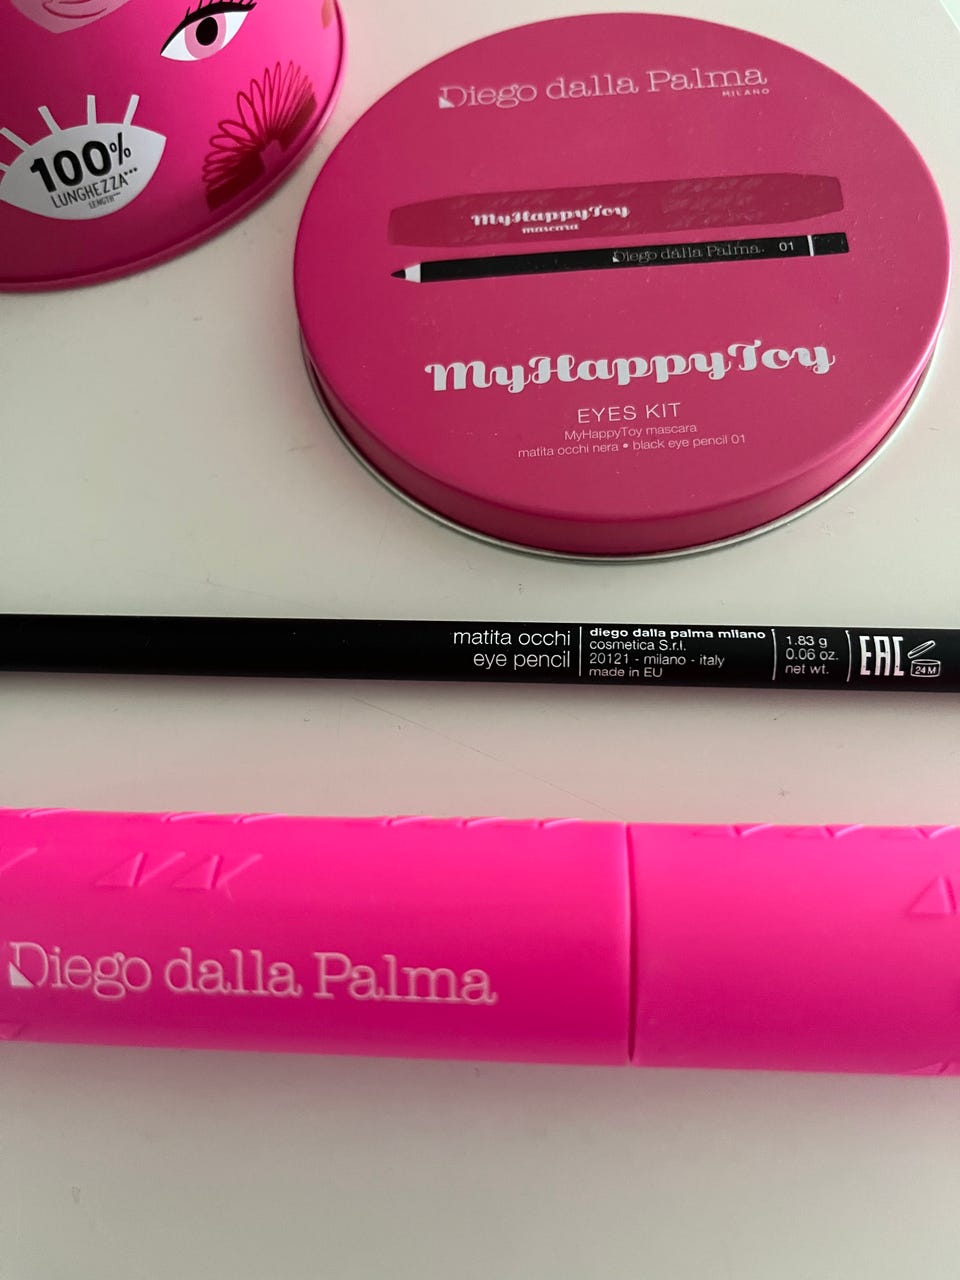 100%
LUNGHEZZA***
LENGTH***
Diego dalla Palma
MILANO
MyHappyToy
mascara
Diego dalla Palma 01
MyHappyToy
EYES KIT
MyHappyToy mascara
matita occhi nera • black eye pencil 01
matita occhi
eye pencil
diego dalla palma milano
cosmetica S.r.l.
20121 - milano - italy
made in EU
1.83 g
0.06 oz.
net wt.
EAC
24 M
Diego dalla Palma